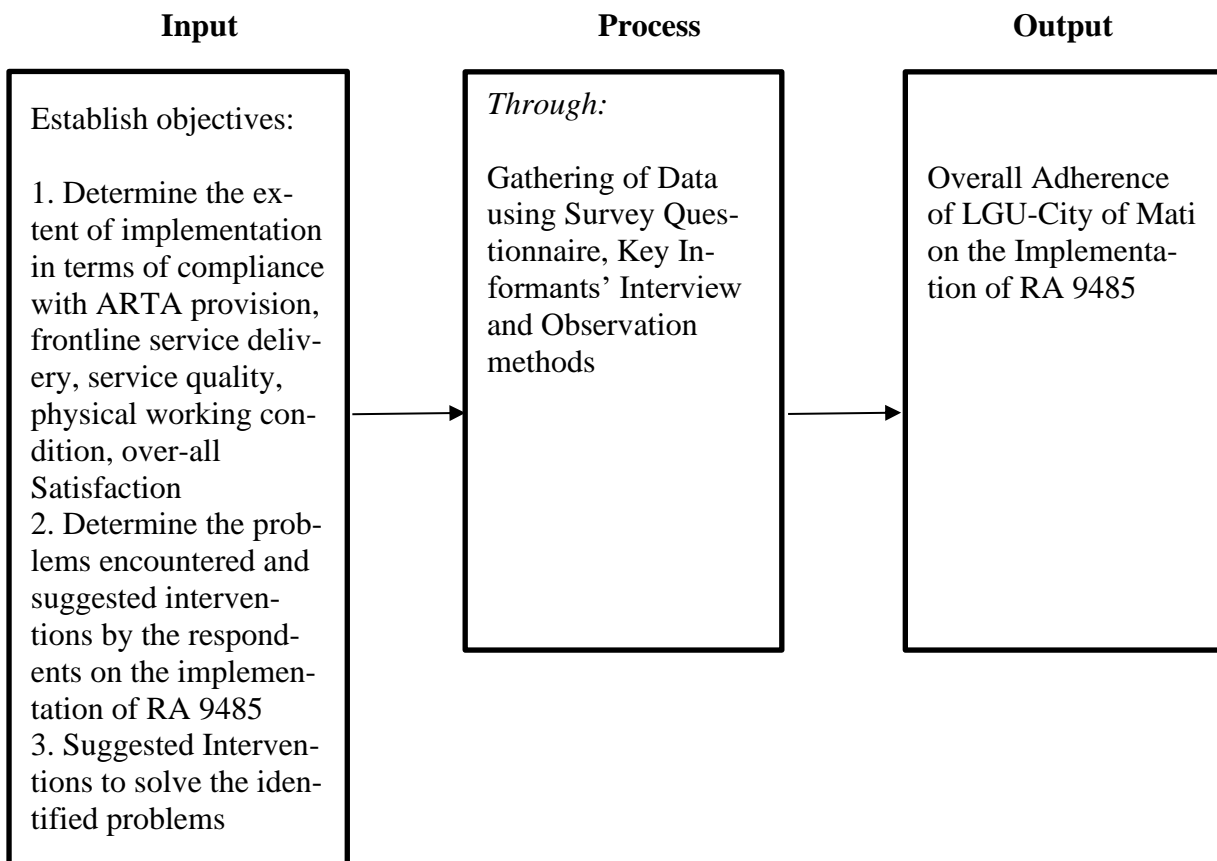 Input
Process
Output
Establish objectives:
1. Determine the ex-
tent of implementation
in terms of compliance
with ARTA provision,
frontline service deliv-
ery, service quality,
physical working con-
dition, over-all
Satisfaction
2. Determine the prob-
lems encountered and
suggested interven-
tions by the respond-
ents on the implemen-
tation of RA 9485
3. Suggested Interven-
tions to solve the iden-
tified problems
Through:
Gathering of Data
using Survey Ques-
tionnaire, Key In-
formants’ Interview
and Observation
methods
Overall Adherence
of LGU-City of Mati
on the Implementa-
tion of RA 9485